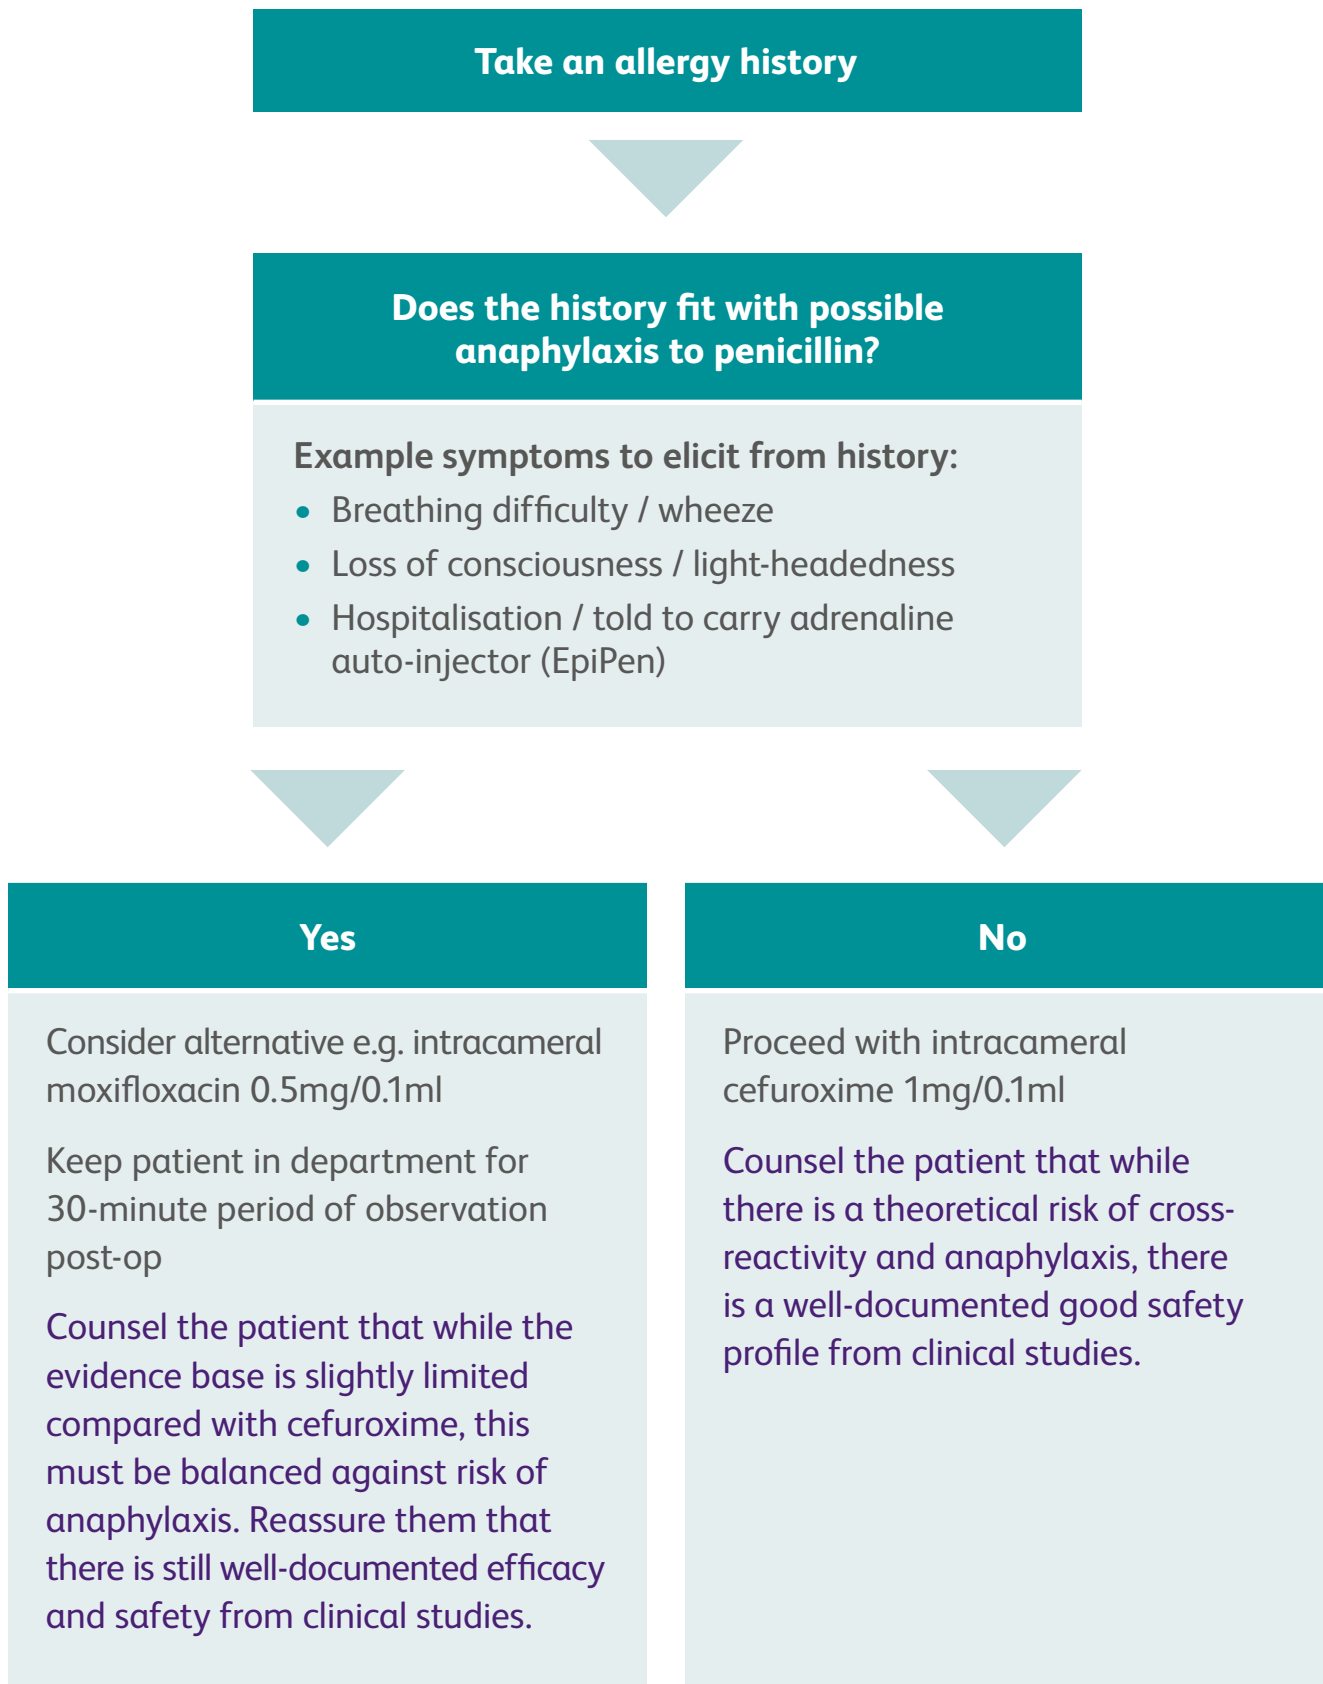 Take an allergy history
Does the history fit with possible
anaphylaxis to penicillin?
Example symptoms to elicit from history:
• Breathing difficulty / wheeze
• Loss of consciousness / light-headedness
• Hospitalisation / told to carry adrenaline
auto-injector (EpiPen)
Yes
Consider alternative e.g. intracameral
moxifloxacin 0.5mg/0.1ml
Keep patient in department for
30-minute period of observation
post-op
Counsel the patient that while the
evidence base is slightly limited
compared with cefuroxime, this
must be balanced against risk of
anaphylaxis. Reassure them that
there is still well-documented efficacy
and safety from clinical studies.
No
Proceed with intracameral
cefuroxime 1mg/0.1ml
Counsel the patient that while
there is a theoretical risk of cross-
reactivity and anaphylaxis, there
is a well-documented good safety
profile from clinical studies.